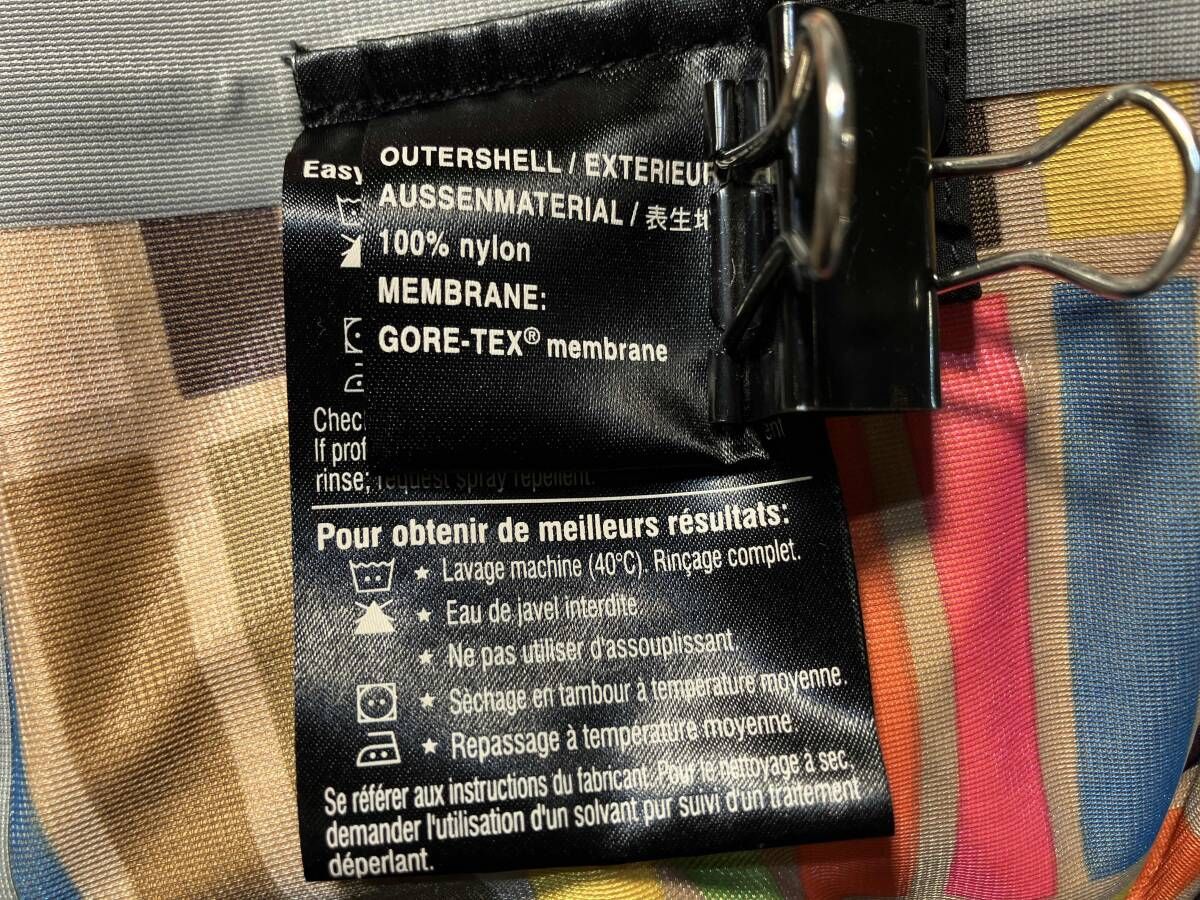 OUTERSHELL / EXTERIEUR
AUSSENMATERIAL / 表生地
100% nylon
MEMBRANE:
GORE-TEX® membrane
Easy
Chec
If prof
rinse; request spray repellent.
Pour obtenir de meilleurs résultats:
★ Lavage machine (40°C). Rinçage complet.
★ Eau de javel interdite.
★ Ne pas utiliser d'assouplissant.
★ Sèchage en tambour à température moyenne.
★ Repassage à température moyenne.
Se référer aux instructions du fabricant. Pour le nettoyage à sec,
demander l'utilisation d'un solvant pur suivi d'un traitement
déperlant.